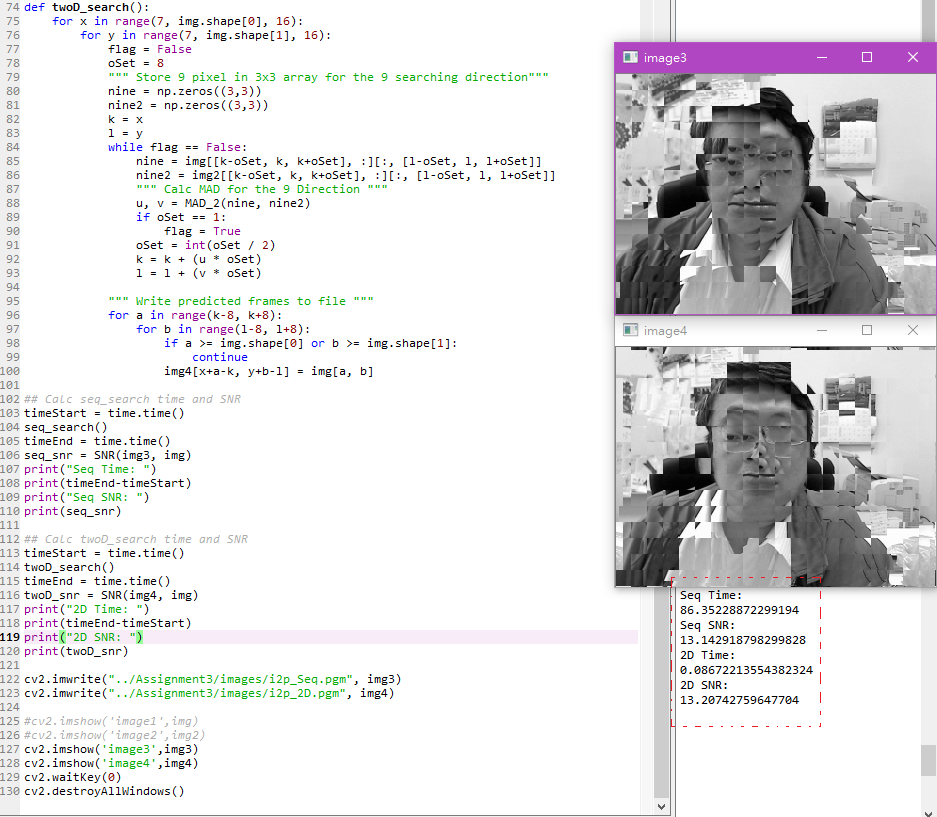 74 def twoD_search():
75     for x in range(7, img.shape[0], 16):
76         for y in range(7, img.shape[1], 16):
77             flag = False
78             oSet = 8
79             """ Store 9 pixel in 3x3 array for the 9 searching direction"""
80             nine = np.zeros((3,3))
81             nine2 = np.zeros((3,3))
82             k = x
83             l = y
84             while flag == False:
85                 nine = img[[k-oSet, k, k+oSet], :][:, [l-oSet, l, l+oSet]]
86                 nine2 = img2[[k-oSet, k, k+oSet], :][:, [l-oSet, l, l+oSet]]
87                 """ Calc MAD for the 9 Direction """
88                 u, v = MAD_2(nine, nine2)
89                 if oSet == 1:
90                     flag = True
91                 oSet = int(oSet / 2)
92                 k = k + (u * oSet)
93                 l = l + (v * oSet)
94
95             """ Write predicted frames to file """
96             for a in range(k-8, k+8):
97                 for b in range(l-8, l+8):
98                     if a >= img.shape[0] or b >= img.shape[1]:
99                         continue
100                     img4[x+a-k, y+b-l] = img[a, b]
101
102 ## Calc seq_search time and SNR
103 timeStart = time.time()
104 seq_search()
105 timeEnd = time.time()
106 seq_snr = SNR(img3, img)
107 print("Seq Time: ")
108 print(timeEnd-timeStart)
109 print("Seq SNR: ")
110 print(seq_snr)
111
112 ## Calc twoD_search time and SNR
113 timeStart = time.time()
114 twoD_search()
115 timeEnd = time.time()
116 twoD_snr = SNR(img4, img)
117 print("2D Time: ")
118 print(timeEnd-timeStart)
119 print("2D SNR: ")
120 print(twoD_snr)
121
122 cv2.imwrite("../Assignment3/images/i2p_Seq.pgm", img3)
123 cv2.imwrite("../Assignment3/images/i2p_2D.pgm", img4)
124
125 #cv2.imshow('image1',img)
126 #cv2.imshow('image2',img2)
127 cv2.imshow('image3',img3)
128 cv2.imshow('image4',img4)
129 cv2.waitKey(0)
130 cv2.destroyAllWindows()
image3
image4
Seq Time:
86.35228872299194
Seq SNR:
13.142918798299828
2D Time:
0.08672213554382324
2D SNR:
13.20742759647704